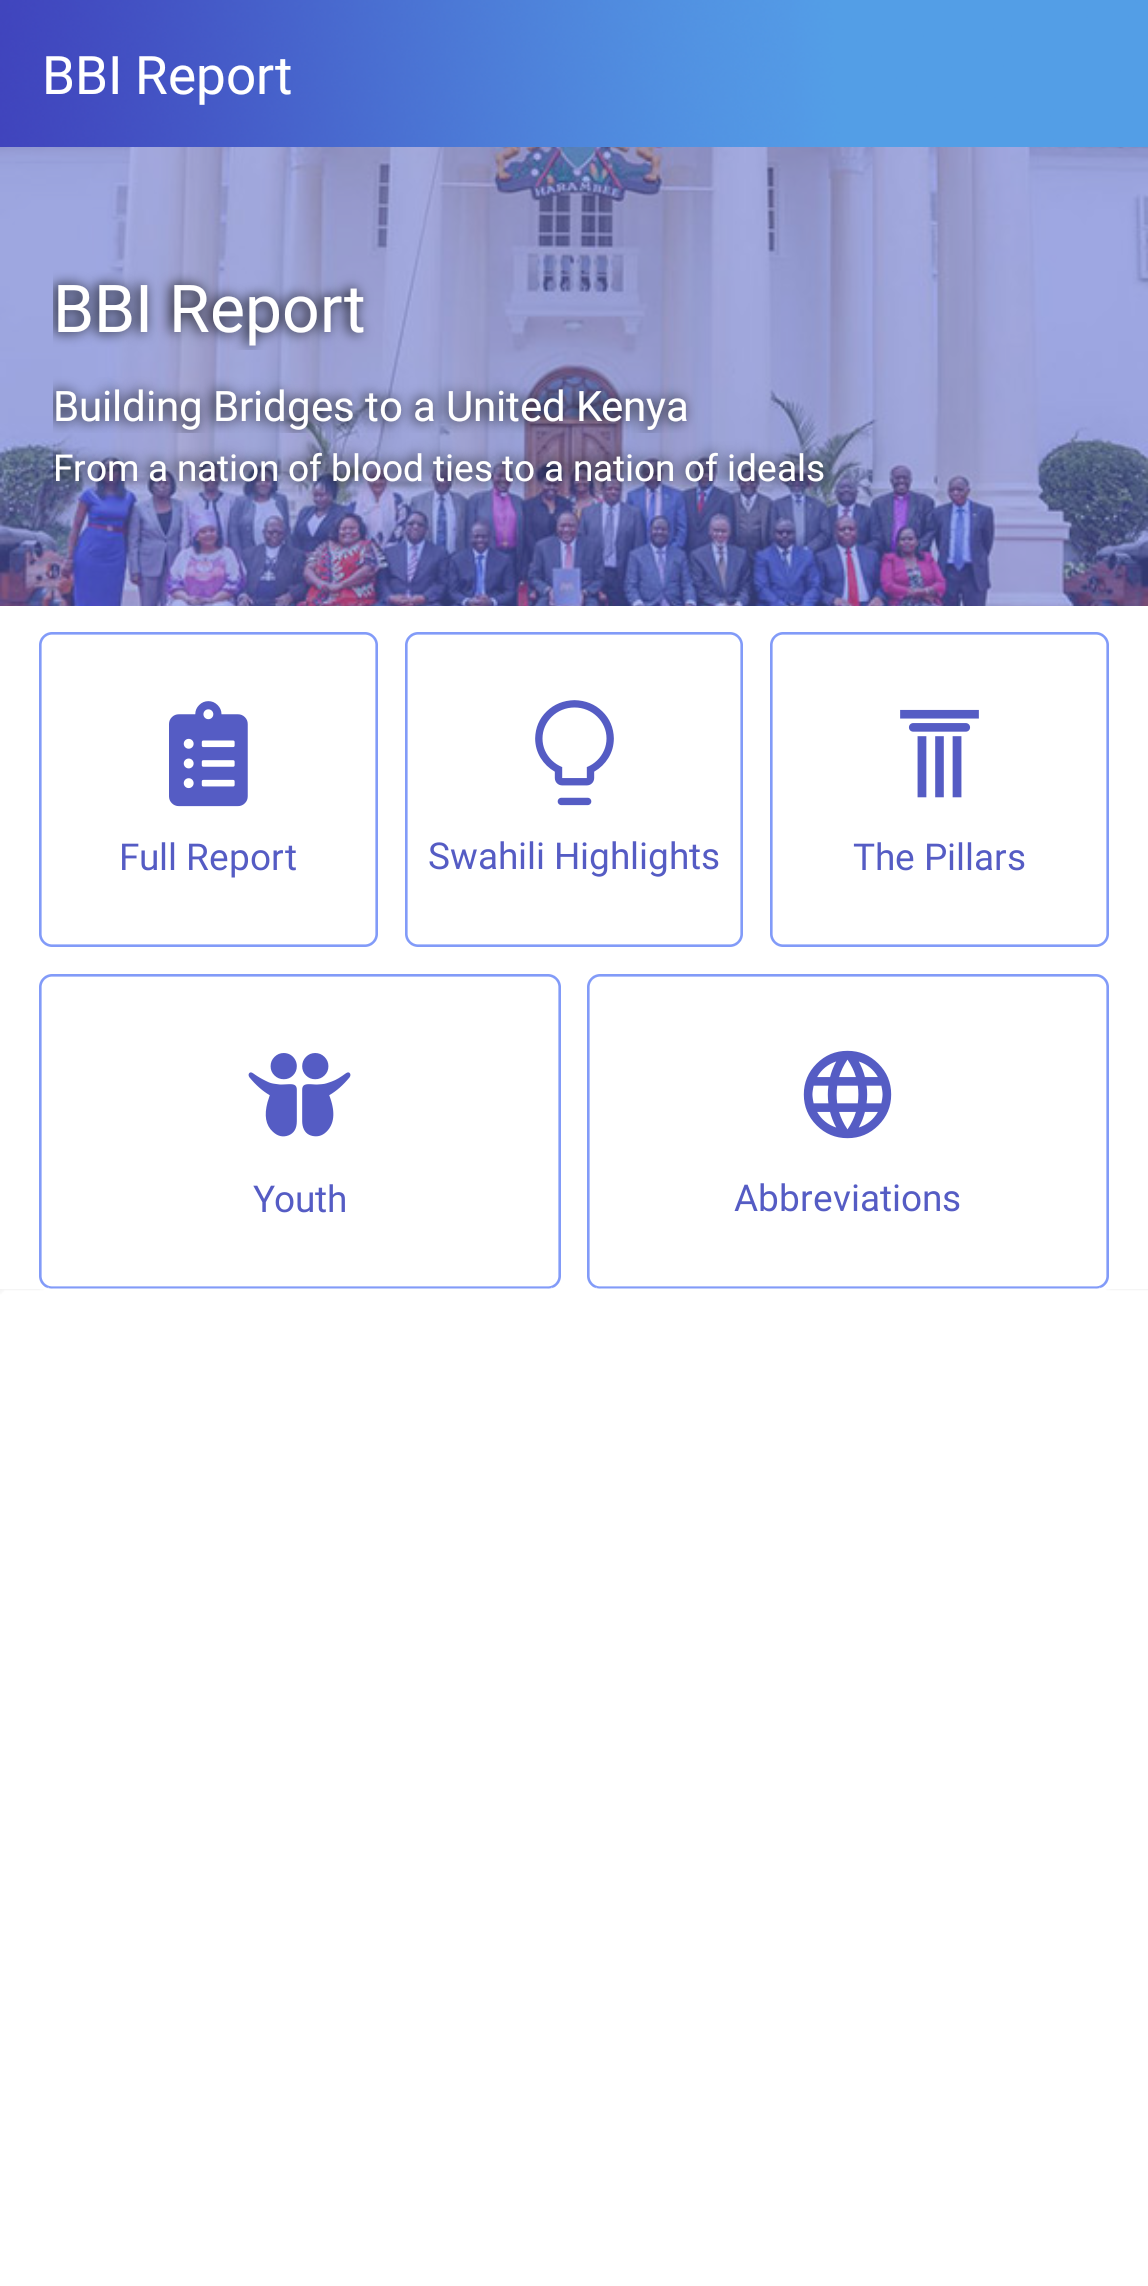 BBI Report
HARAMBEE
BBI Report
Building Bridges to a United Kenya
From a nation of blood ties to a nation of ideals
Full Report
Swahili Highlights
The Pillars
Youth
Abbreviations